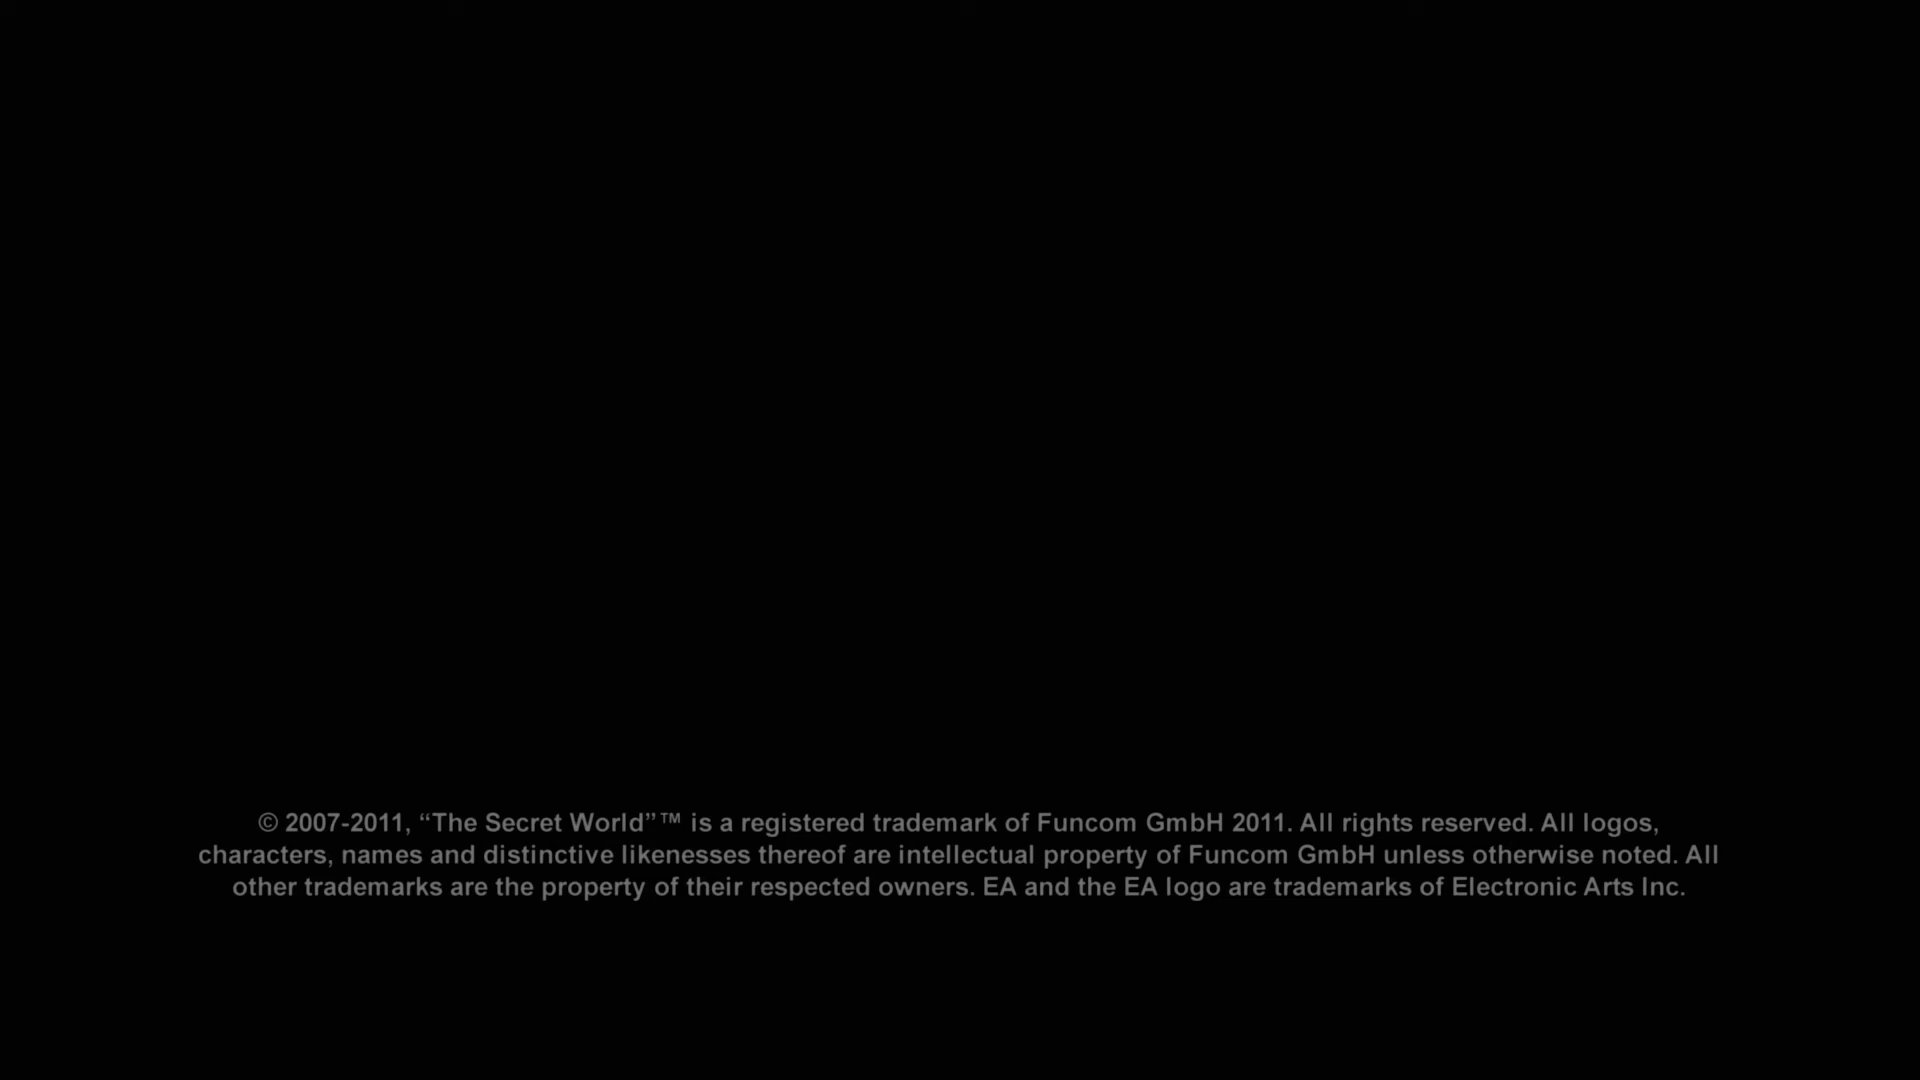 © 2007-2011, “The Secret World”™ is a registered trademark of Funcom GmbH 2011. All rights reserved. All logos,
characters, names and distinctive likenesses thereof are intellectual property of Funcom GmbH unless otherwise noted. All
other trademarks are the property of their respected owners. EA and the EA logo are trademarks of Electronic Arts Inc.